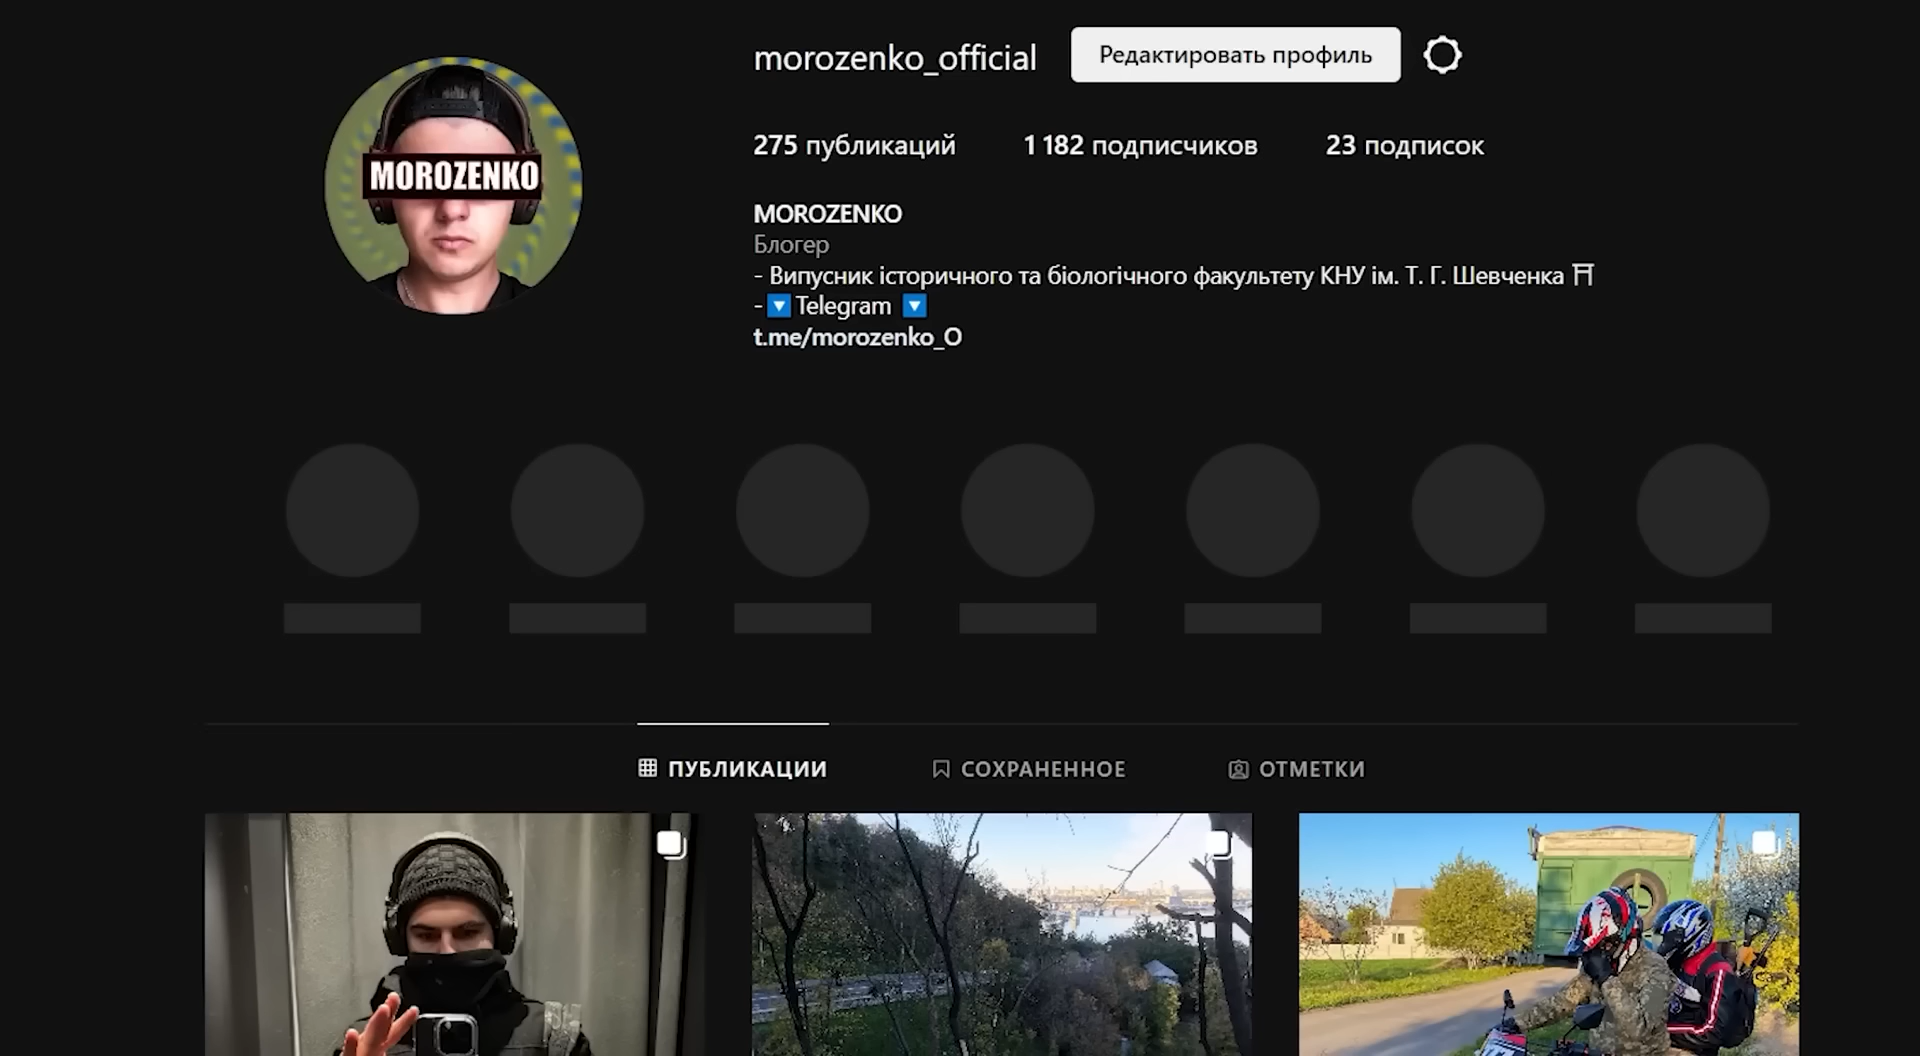 morozenko_official
Редактировать профиль
MOROZENKO
275 публикаций
1 182 подписчиков
23 подписок
MOROZENKO
Блогер
- Випусник історичного та біологічного факультету КНУ ім. Т. Г. Шевченка ⛩
- 🔽 Telegram 🔽
t.me/morozenko_O
ПУБЛИКАЦИИ
СОХРАНЕННОЕ
ОТМЕТКИ